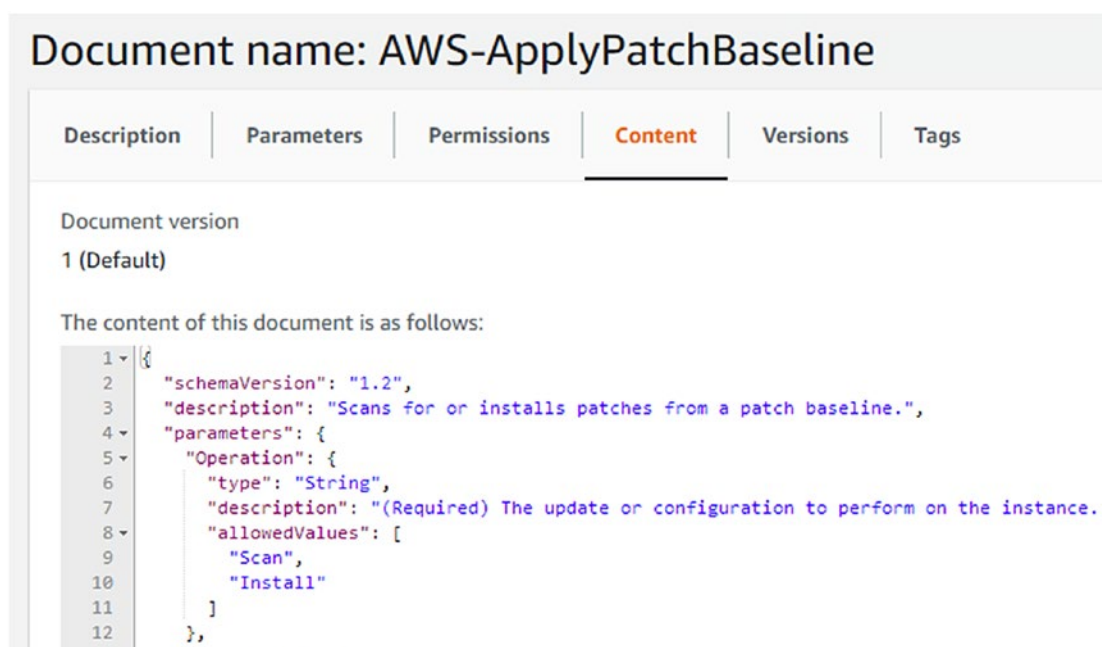 Document name: AWS-ApplyPatchBaseline
Description Parameters Permissions Content Versions Tags
Document version
1 (Default)
The content of this document is as follows:
1 {
2 "schemaVersion": "1.2",
3 "description": "Scans for or installs patches from a patch baseline.",
4 "parameters": {
5 "Operation": {
6 "type": "String",
7 "description": "(Required) The update or configuration to perform on the instance.
8 "allowedValues": [
9 "Scan",
10 "Install"
11 ]
12 },